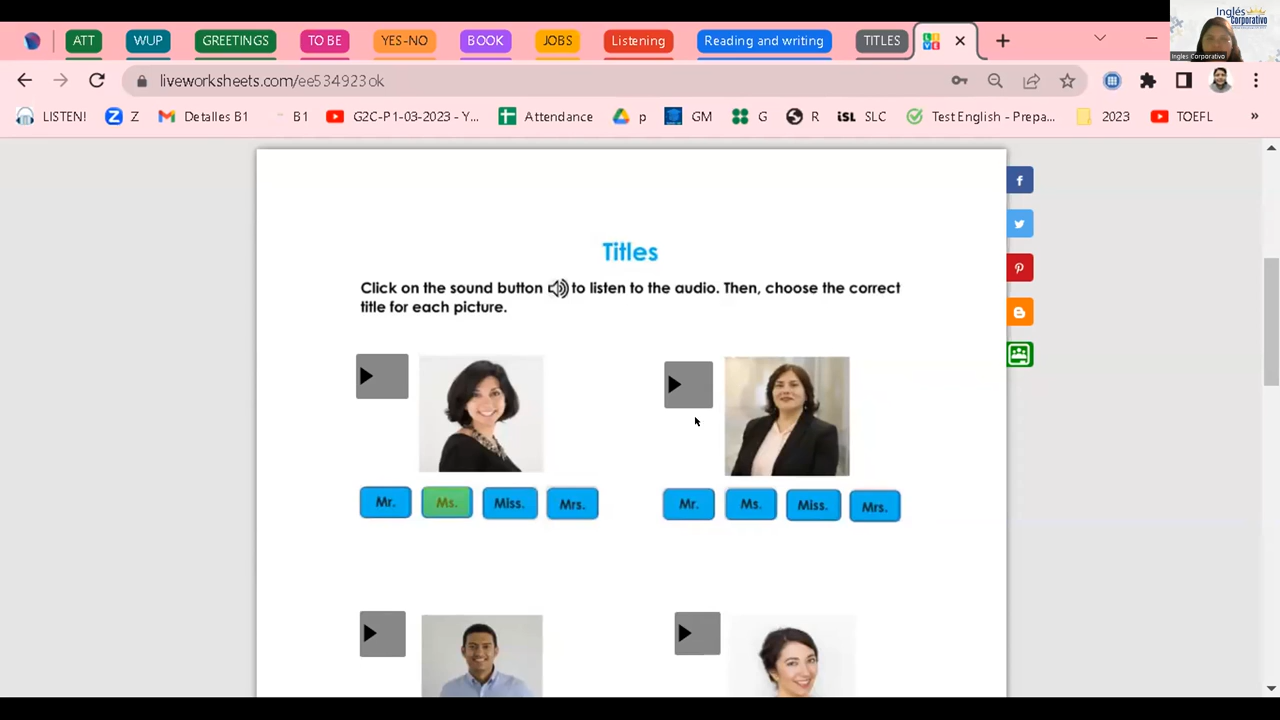 Inglés
Corporativo
Ingles Corporativo
ATT WUP GREETINGS TO BE YES-NO BOOK JOBS Listening Reading and writing TITLES
liveworksheets.com/ee534923ok
LISTEN! Z Detalles B1 B1 G2C-P1-03-2023 - Y... Attendance p GM G R iSL SLC Test English - Prepa... 2023 TOEFL »
Titles
Click on the sound button to listen to the audio. Then, choose the correct
title for each picture.
Mr. Ms. Miss. Mrs. Mr. Ms. Miss. Mrs.